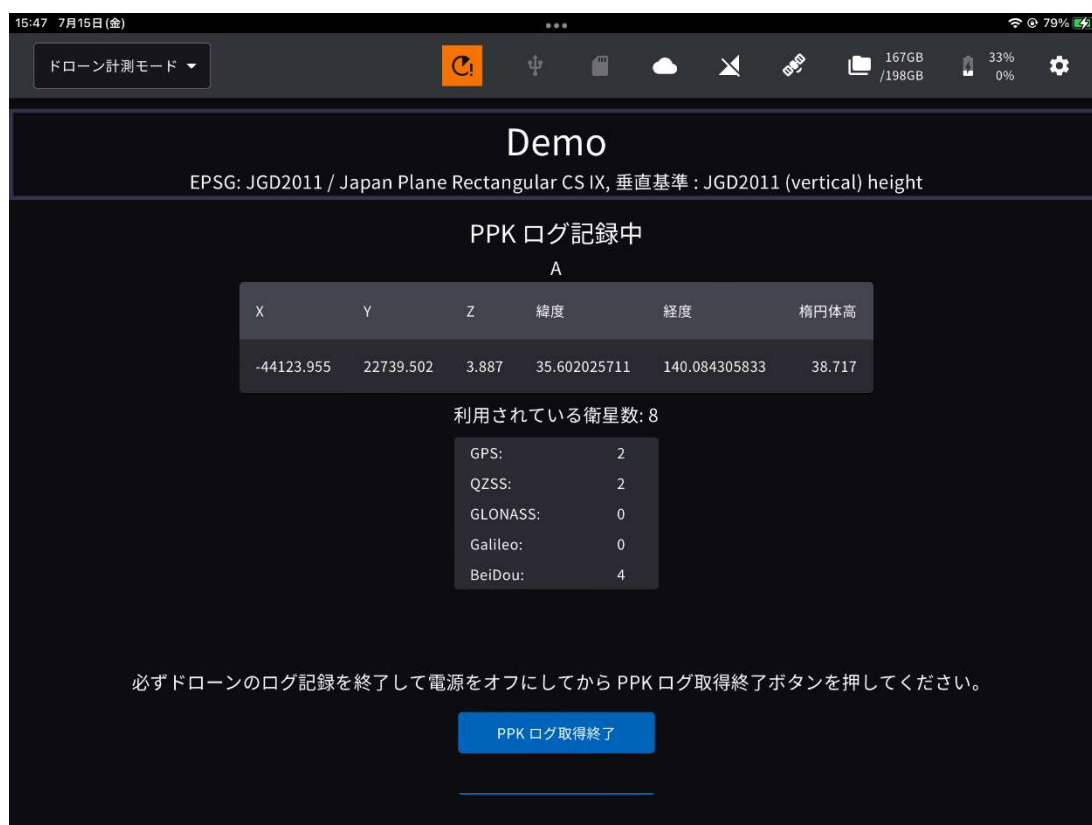 15:47 7月15日(金)
79%
ドローン計測モード
167GB
/198GB
33%
0%
Demo
EPSG: JGD2011 / Japan Plane Rectangular CS IX, 垂直基準 : JGD2011 (vertical) height
PPK ログ記録中
A
X Y Z 緯度 経度 楕円体高
-44123.955 22739.502 3.887 35.602025711 140.084305833 38.717
利用されている衛星数: 8
GPS: 2
QZSS: 2
GLONASS: 0
Galileo: 0
BeiDou: 4
必ずドローンのログ記録を終了して電源をオフにしてから PPK ログ取得終了ボタンを押してください。
PPK ログ取得終了